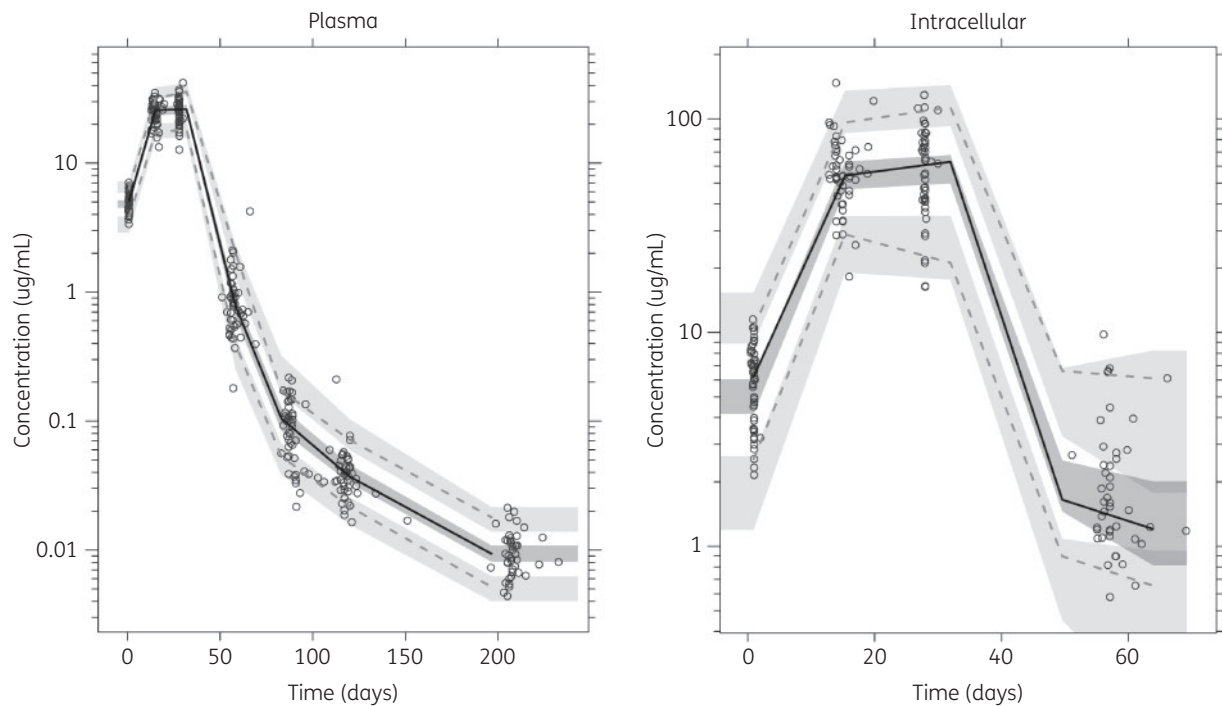 Plasma
Intracellular
Concentration (ug/mL)
10
1
0.1
0.01
0 50 100 150 200
Time (days)
Concentration (ug/mL)
100
10
1
0 20 40 60
Time (days)